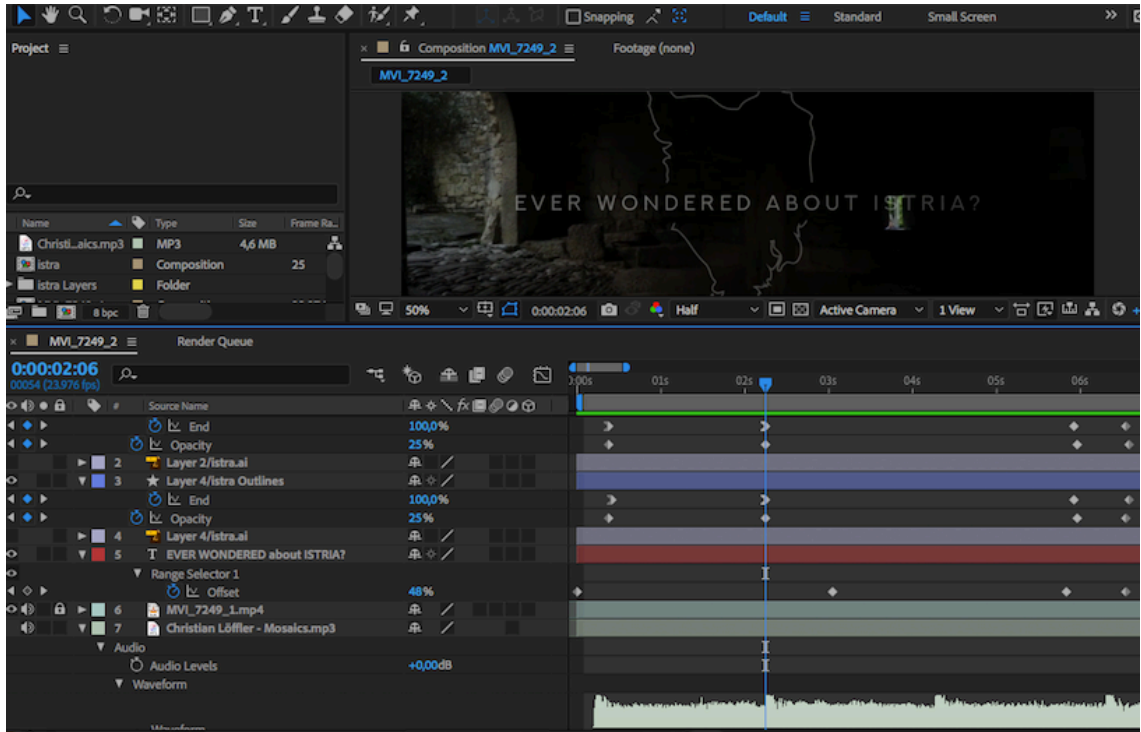 T
Snapping
Default
Standard
Small Screen
»
Project
Composition MVI_7249_2
Footage (none)
MVI_7249_2
EVER WONDERED ABOUT ISTRIA?
Name
Type
Size
Frame Ra...
Christi...aics.mp3
MP3
4,6 MB
istra
Composition
25
istra Layers
Folder
8 bpc
50%
0:00:02:06
Half
Active Camera
1 View
MVI_7249_2
Render Queue
0:00:02:06
00054 (23.976 fps)
0:00s
01s
02s
03s
04s
05s
06s
#
Source Name
fx
End
100,0%
Opacity
25%
2
Layer 2/istra.ai
3
Layer 4/istra Outlines
End
100,0%
Opacity
25%
4
Layer 4/istra.ai
5
T
EVER WONDERED about ISTRIA?
Range Selector 1
Offset
48%
6
MVI_7249_1.mp4
7
Christian Löffler - Mosaics.mp3
Audio
Audio Levels
+0,00dB
Waveform
Waveform